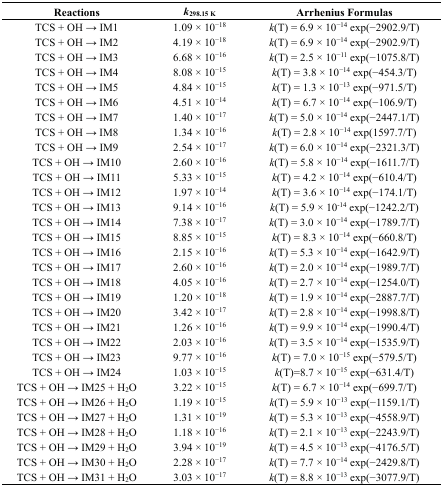 Reactions k298.15 K Arrhenius Formulas
TCS + OH → IM1 1.09 × 10⁻¹⁸ k(T) = 6.9 × 10⁻¹⁴ exp(−2902.9/T)
TCS + OH → IM2 4.19 × 10⁻¹⁸ k(T) = 6.9 × 10⁻¹⁴ exp(−2902.9/T)
TCS + OH → IM3 6.68 × 10⁻¹⁶ k(T) = 2.5 × 10⁻¹¹ exp(−1075.8/T)
TCS + OH → IM4 8.08 × 10⁻¹⁵ k(T) = 3.8 × 10⁻¹⁴ exp(−454.3/T)
TCS + OH → IM5 4.84 × 10⁻¹⁵ k(T) = 1.3 × 10⁻¹³ exp(−971.5/T)
TCS + OH → IM6 4.51 × 10⁻¹⁴ k(T) = 6.7 × 10⁻¹⁴ exp(−106.9/T)
TCS + OH → IM7 1.40 × 10⁻¹⁷ k(T) = 5.0 × 10⁻¹⁴ exp(−2447.1/T)
TCS + OH → IM8 1.34 × 10⁻¹⁶ k(T) = 2.8 × 10⁻¹⁴ exp(1597.7/T)
TCS + OH → IM9 2.54 × 10⁻¹⁷ k(T) = 6.0 × 10⁻¹⁴ exp(−2321.3/T)
TCS + OH → IM10 2.60 × 10⁻¹⁶ k(T) = 5.8 × 10⁻¹⁴ exp(−1611.7/T)
TCS + OH → IM11 5.33 × 10⁻¹⁵ k(T) = 4.2 × 10⁻¹⁴ exp(−610.4/T)
TCS + OH → IM12 1.97 × 10⁻¹⁴ k(T) = 3.6 × 10⁻¹⁴ exp(−174.1/T)
TCS + OH → IM13 9.14 × 10⁻¹⁶ k(T) = 5.9 × 10⁻¹⁴ exp(−1242.2/T)
TCS + OH → IM14 7.38 × 10⁻¹⁷ k(T) = 3.0 × 10⁻¹⁴ exp(−1789.7/T)
TCS + OH → IM15 8.85 × 10⁻¹⁵ k(T) = 8.3 × 10⁻¹⁴ exp(−660.8/T)
TCS + OH → IM16 2.15 × 10⁻¹⁶ k(T) = 5.3 × 10⁻¹⁴ exp(−1642.9/T)
TCS + OH → IM17 2.60 × 10⁻¹⁶ k(T) = 2.0 × 10⁻¹⁴ exp(−1989.7/T)
TCS + OH → IM18 4.05 × 10⁻¹⁶ k(T) = 2.7 × 10⁻¹⁴ exp(−1254.0/T)
TCS + OH → IM19 1.20 × 10⁻¹⁸ k(T) = 1.9 × 10⁻¹⁴ exp(−2887.7/T)
TCS + OH → IM20 3.42 × 10⁻¹⁷ k(T) = 2.8 × 10⁻¹⁴ exp(−1998.8/T)
TCS + OH → IM21 1.26 × 10⁻¹⁶ k(T) = 9.9 × 10⁻¹⁴ exp(−1990.4/T)
TCS + OH → IM22 2.03 × 10⁻¹⁶ k(T) = 3.5 × 10⁻¹⁴ exp(−1535.9/T)
TCS + OH → IM23 9.77 × 10⁻¹⁶ k(T) = 7.0 × 10⁻¹⁵ exp(−579.5/T)
TCS + OH → IM24 1.03 × 10⁻¹⁵ k(T)=8.7 × 10⁻¹⁵ exp(−631.4/T)
TCS + OH → IM25 + H₂O 3.22 × 10⁻¹⁵ k(T) = 6.7 × 10⁻¹⁴ exp(−699.7/T)
TCS + OH → IM26 + H₂O 1.19 × 10⁻¹⁵ k(T) = 5.9 × 10⁻¹³ exp(−1159.1/T)
TCS + OH → IM27 + H₂O 1.31 × 10⁻¹⁹ k(T) = 5.3 × 10⁻¹³ exp(−4558.9/T)
TCS + OH → IM28 + H₂O 1.18 × 10⁻¹⁶ k(T) = 2.1 × 10⁻¹³ exp(−2243.9/T)
TCS + OH → IM29 + H₂O 3.94 × 10⁻¹⁹ k(T) = 4.5 × 10⁻¹³ exp(−4176.5/T)
TCS + OH → IM30 + H₂O 2.28 × 10⁻¹⁷ k(T) = 7.7 × 10⁻¹⁴ exp(−2429.8/T)
TCS + OH → IM31 + H₂O 3.03 × 10⁻¹⁷ k(T) = 8.8 × 10⁻¹³ exp(−3077.9/T)